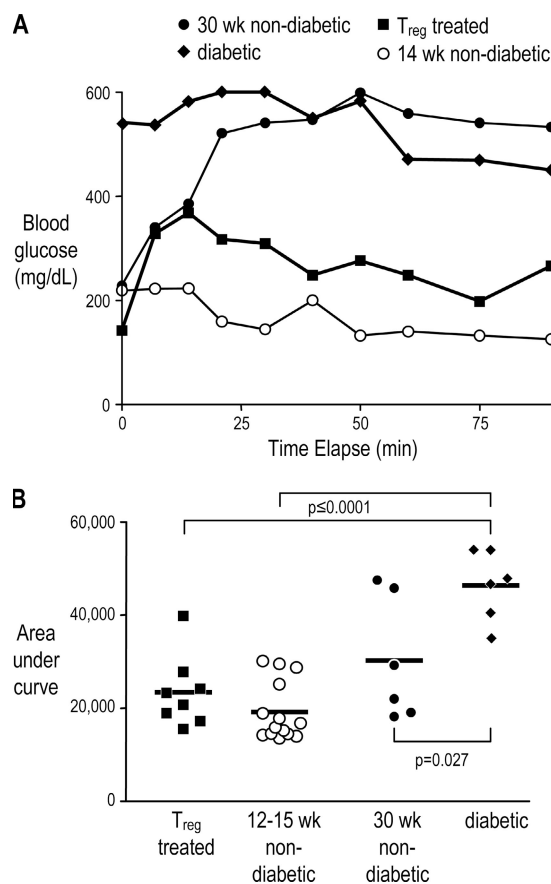 A
30 wk non-diabetic
Treg treated
diabetic
14 wk non-diabetic
600
400
200
0
Blood
glucose
(mg/dL)
0 25 50 75
Time Elapse (min)
B
p≤0.0001
60,000
40,000
20,000
0
Area
under
curve
p=0.027
Treg
treated
12-15 wk
non-
diabetic
30 wk
non-
diabetic
diabetic